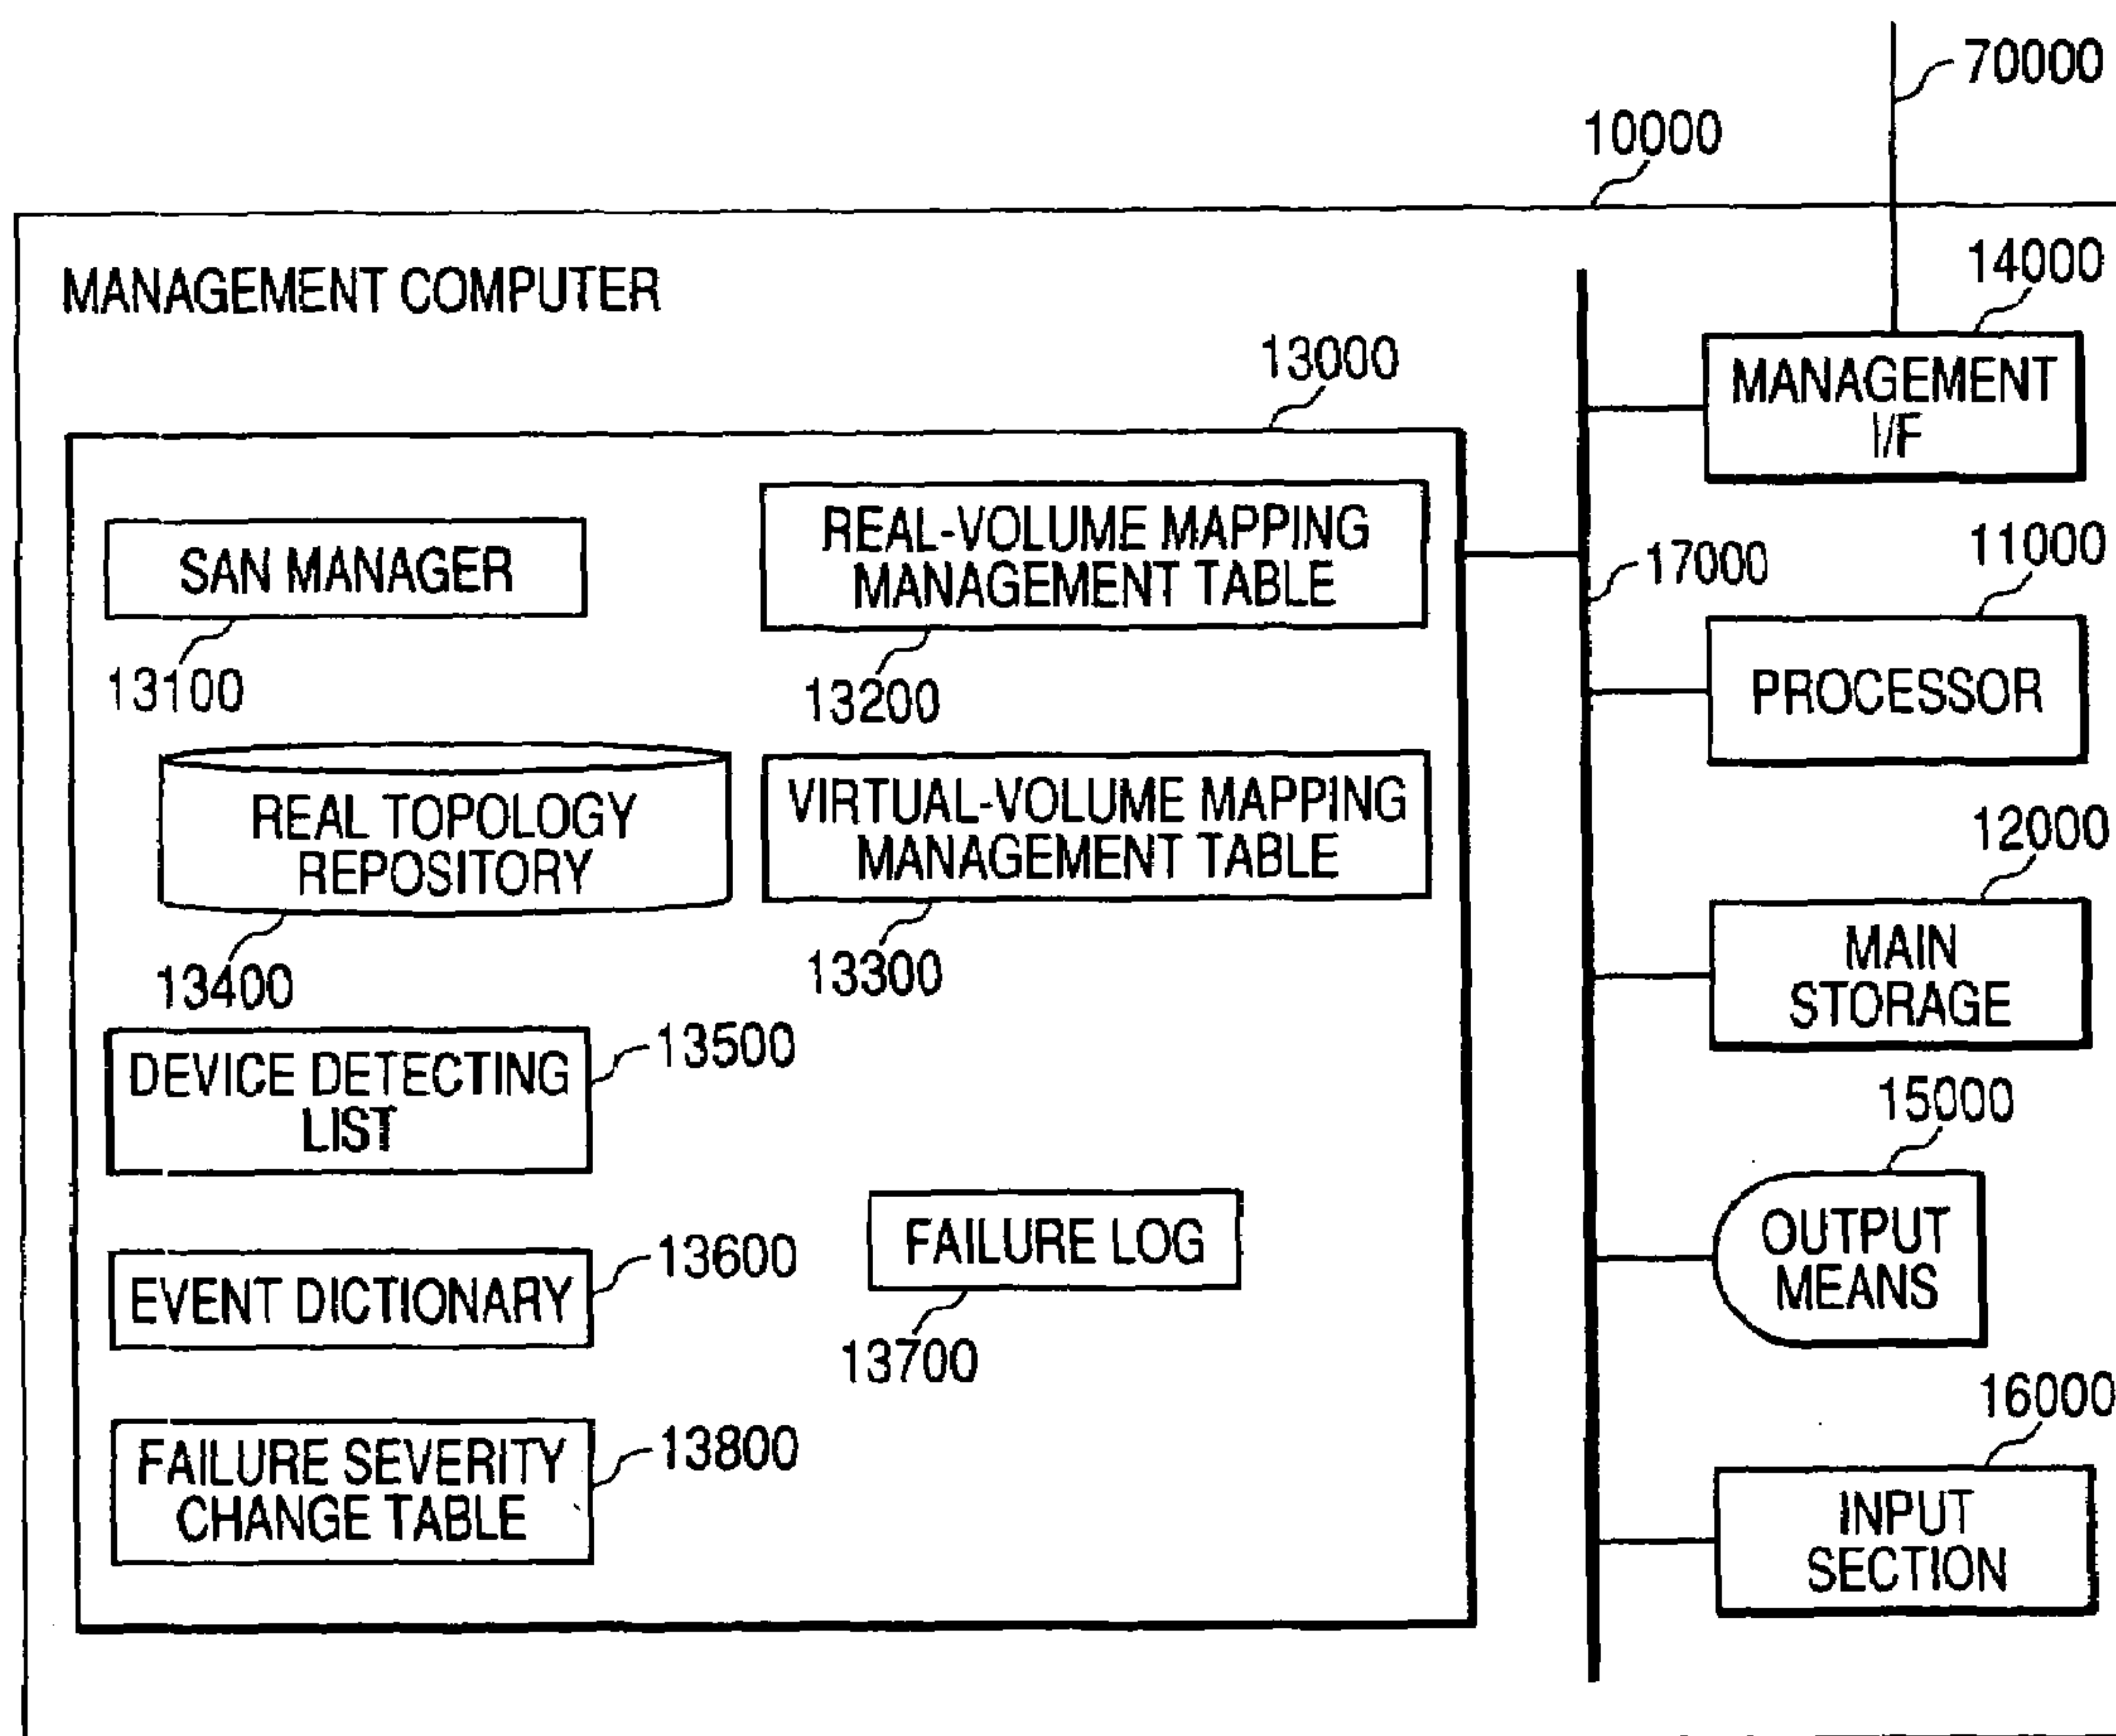 70000
10000
MANAGEMENT COMPUTER
14000
MANAGEMENT
I/F
13000
SAN MANAGER
13100
REAL-VOLUME MAPPING
MANAGEMENT TABLE
13200
17000
11000
PROCESSOR
REAL TOPOLOGY
REPOSITORY
13400
VIRTUAL-VOLUME MAPPING
MANAGEMENT TABLE
13300
12000
MAIN
STORAGE
DEVICE DETECTING
LIST
13500
15000
OUTPUT
MEANS
EVENT DICTIONARY
13600
FAILURE LOG
13700
FAILURE SEVERITY
CHANGE TABLE
13800
16000
INPUT
SECTION